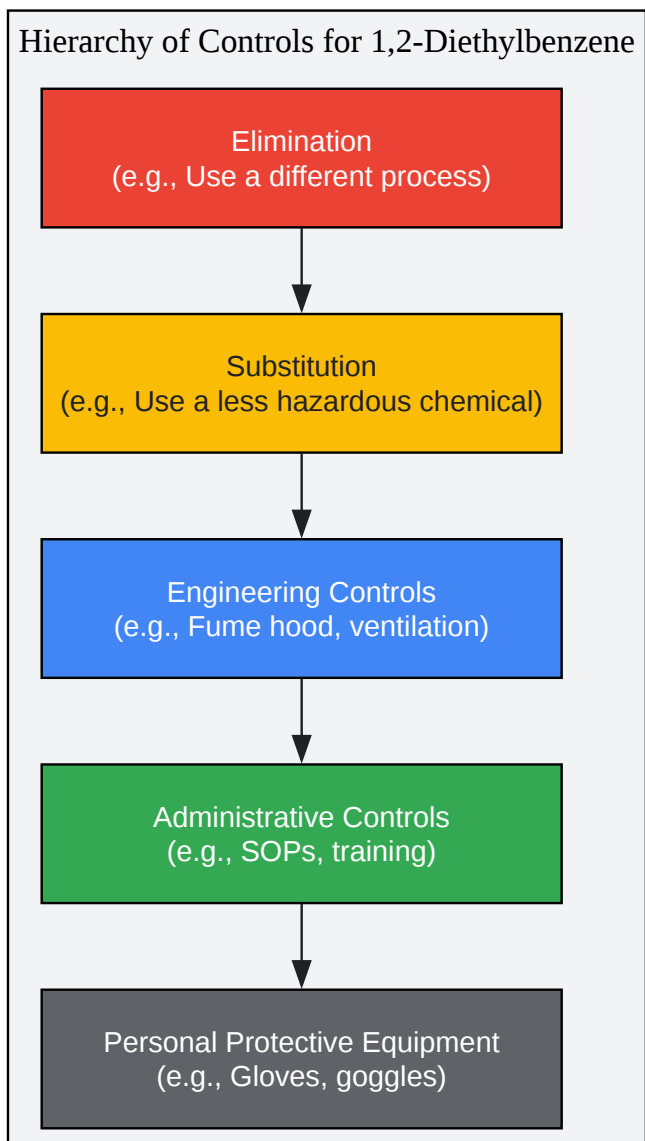 Hierarchy of Controls for 1,2-Diethylbenzene
Elimination
(e.g., Use a different process)
Substitution
(e.g., Use a less hazardous chemical)
Engineering Controls
(e.g., Fume hood, ventilation)
Administrative Controls
(e.g., SOPs, training)
Personal Protective Equipment
(e.g., Gloves, goggles)